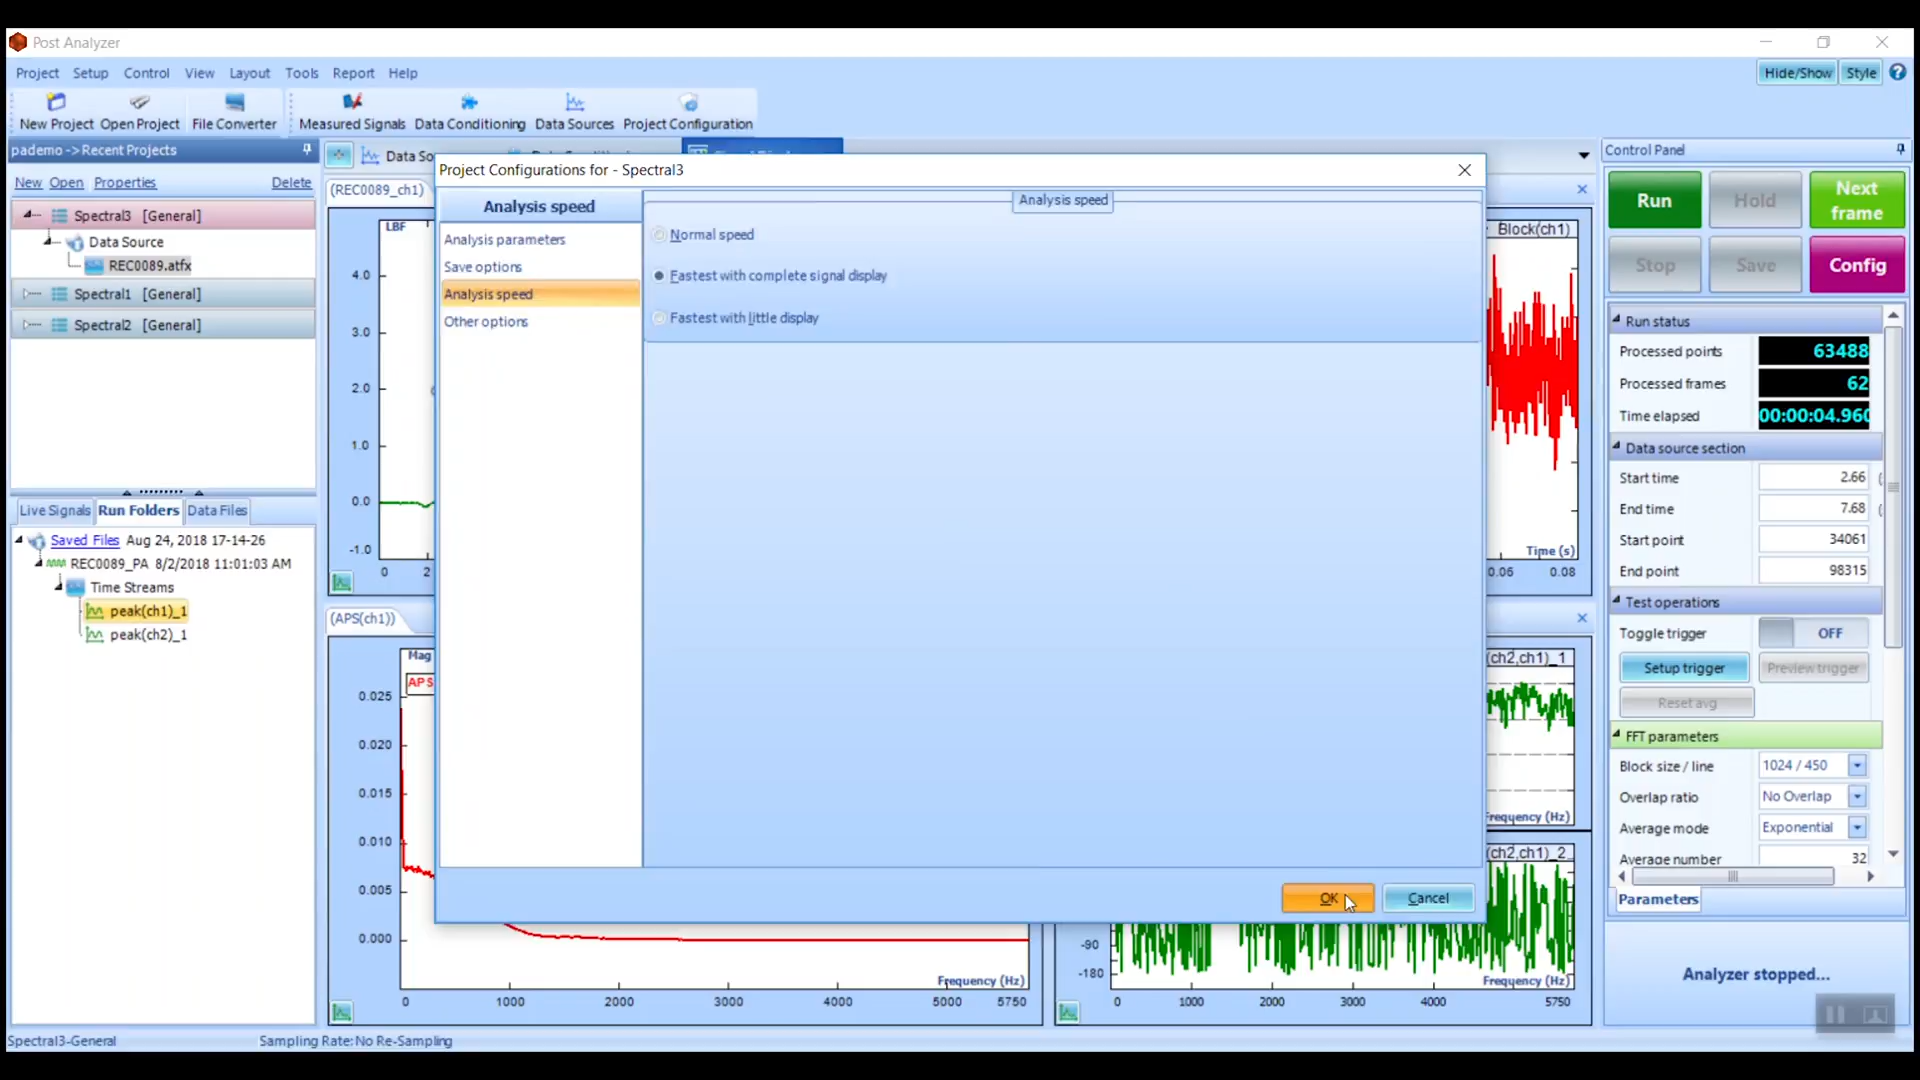 Post Analyzer
Project Setup Control View Layout Tools Report Help
Hide/Show Style
New Project Open Project File Converter Measured Signals Data Conditioning Data Sources Project Configuration
pademo ->Recent Projects
New Open Properties Delete
Spectral3 [General]
Data Source
REC0089.atfx
Spectral1 [General]
Spectral2 [General]
Live Signals Run Folders Data Files
Saved Files Aug 24, 2018 17-14-26
REC0089_PA 8/2/2018 11:01:03 AM
Time Streams
peak(ch1)_1
peak(ch2)_1
Data So
(REC0089_ch1)
LBF
4.0
3.0
2.0
1.0
0.0
-1.0
0 2
(APS(ch1))
Mag
APS
0.025
0.020
0.015
0.010
0.005
0.000
Frequency (Hz)
0 1000 2000 3000 4000 5000 5750
Project Configurations for - Spectral3
Analysis speed
Analysis parameters
Save options
Analysis speed
Other options
Analysis speed
Normal speed
Fastest with complete signal display
Fastest with little display
OK Cancel
Block(ch1)
Time (s)
0.06 0.08
(ch2,ch1)_1
Frequency (Hz)
(ch2,ch1)_2
-90
-180
Frequency (Hz)
0 1000 2000 3000 4000 5750
Control Panel
Run Hold Next frame
Stop Save Config
Run status
Processed points 63488
Processed frames 62
Time elapsed 00:00:04.960
Data source section
Start time 2.66
End time 7.68
Start point 34061
End point 98315
Test operations
Toggle trigger OFF
Setup trigger Preview trigger
Reset avg
FFT parameters
Block size / line 1024 / 450
Overlap ratio No Overlap
Average mode Exponential
Average number 32
Parameters
Analyzer stopped...
Spectral3-General Sampling Rate: No Re-Sampling